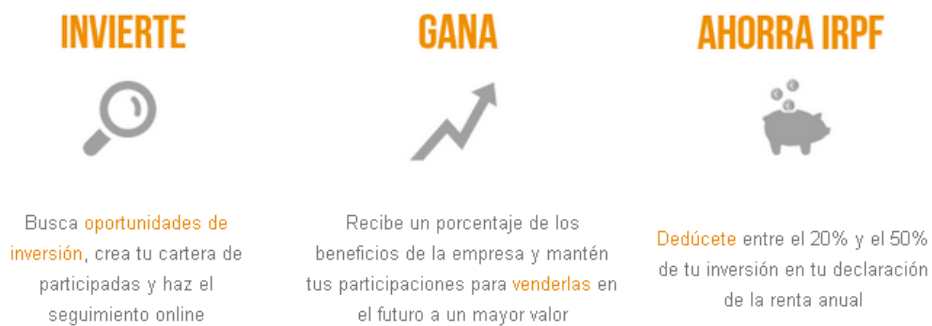 INVIERTE
Busca oportunidades de
inversión, crea tu cartera de
participadas y haz el
seguimiento online
GANA
Recibe un porcentaje de los
beneficios de la empresa y mantén
tus participaciones para venderlas en
el futuro a un mayor valor
AHORRA IRPF
Dedúcete entre el 20% y el 50%
de tu inversión en tu declaración
de la renta anual